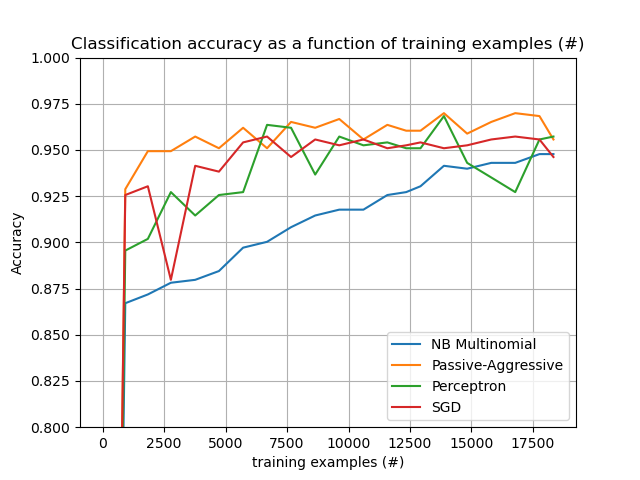 Classification accuracy as a function of training examples (#)
1.000
0.975
0.950
0.925
0.900
0.875
0.850
0.825
0.800
Accuracy
NB Multinomial
Passive-Aggressive
Perceptron
SGD
0 2500 5000 7500 10000 12500 15000 17500
training examples (#)